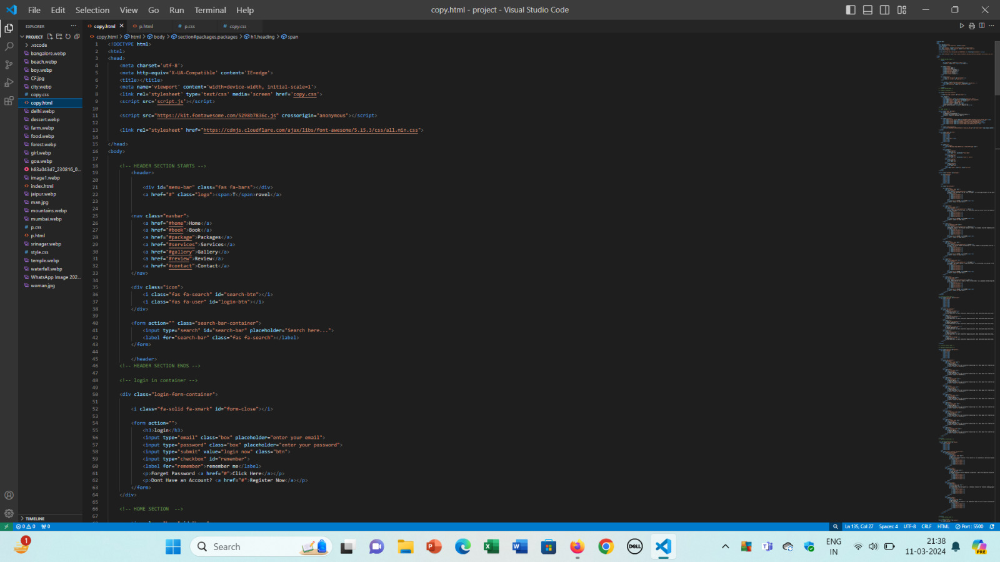 File Edit Selection View Go Run Terminal Help
copy.html - project - Visual Studio Code
EXPLORER
PROJECT
.vscode
bangalore.webp
beach.webp
boy.webp
CF.jpg
city.webp
copy.css
copy.html
delhi.webp
dessert.webp
farm.webp
food.webp
forest.webp
girl.webp
goa.webp
h83a043d7_230816_0...
image1.webp
index.html
jaipur.webp
man.jpg
mountains.webp
mumbai.webp
p.css
p.html
srinagar.webp
style.css
temple.webp
waterfall.webp
WhatsApp Image 202...
woman.jpg
TIMELINE
copy.html p.html p.css copy.css
copy.html > html > body > section#packages.packages > h1.heading > span
1 <!DOCTYPE html>
2 <html>
3 <head>
4 <meta charset='utf-8'>
5 <meta http-equiv='X-UA-Compatible' content='IE=edge'>
6 <title></title>
7 <meta name='viewport' content='width=device-width, initial-scale=1'>
8 <link rel='stylesheet' type='text/css' media='screen' href='copy.css'>
9 <script src='script.js'></script>
10
11 <script src="https://kit.fontawesome.com/5298b7836c.js" crossorigin="anonymous"></script>
12
13 <link rel="stylesheet" href="https://cdnjs.cloudflare.com/ajax/libs/font-awesome/5.15.3/css/all.min.css">
14
15 </head>
16 <body>
17
18 <!-- HEADER SECTION STARTS -->
19 <header>
20
21 <div id="menu-bar" class="fas fa-bars"></div>
22 <a href="#" class="logo"><span>T</span>ravel</a>
23
24
25 <nav class="navbar">
26 <a href="#home">Home</a>
27 <a href="#book">Book</a>
28 <a href="#package">Packages</a>
29 <a href="#services">Services</a>
30 <a href="#gallery">Gallery</a>
31 <a href="#review">Review</a>
32 <a href="#contact">Contact</a>
33 </nav>
34
35 <div class="icon">
36 <i class="fas fa-search" id="search-btn"></i>
37 <i class="fas fa-user" id="login-btn"></i>
38 </div>
39
40 <form action="" class="search-bar-container">
41 <input type="search" id="search-bar" placeholder="Search here...">
42 <label for="search-bar" class="fas fa-search"></label>
43 </form>
44
45 </header>
46 <!-- HEADER SECTION ENDS -->
47
48 <!-- login in container -->
49
50 <div class="login-form-container">
51
52 <i class="fa-solid fa-xmark" id="form-close"></i>
53
54 <form action="">
55 <h3>login</h3>
56 <input type="email" class="box" placeholder="enter your email">
57 <input type="password" class="box" placeholder="enter your password">
58 <input type="submit" value="login now" class="btn">
59 <input type="checkbox" id="remember">
60 <label for="remember">remember me</label>
61 <p>Forget Password <a href="#">Click Here</a></p>
62 <p>Dont Have an Account? <a href="#">Register Now</a></p>
63 </form>
64 </div>
65
66 <!-- HOME SECTION -->
67
0 0 0
Ln 135, Col 27 Spaces: 4 UTF-8 CRLF HTML Port : 5500
1
Search
DELL
ENG
IN
21:38
11-03-2024
PRE